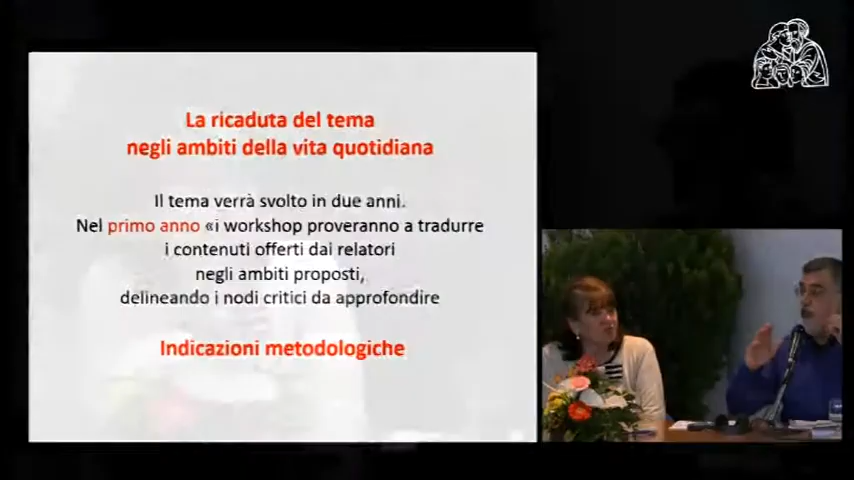 La ricaduta del tema
negli ambiti della vita quotidiana
Il tema verrà svolto in due anni.
Nel primo anno «i workshop proveranno a tradurre
i contenuti offerti dai relatori
negli ambiti proposti,
delineando i nodi critici da approfondire
Indicazioni metodologiche